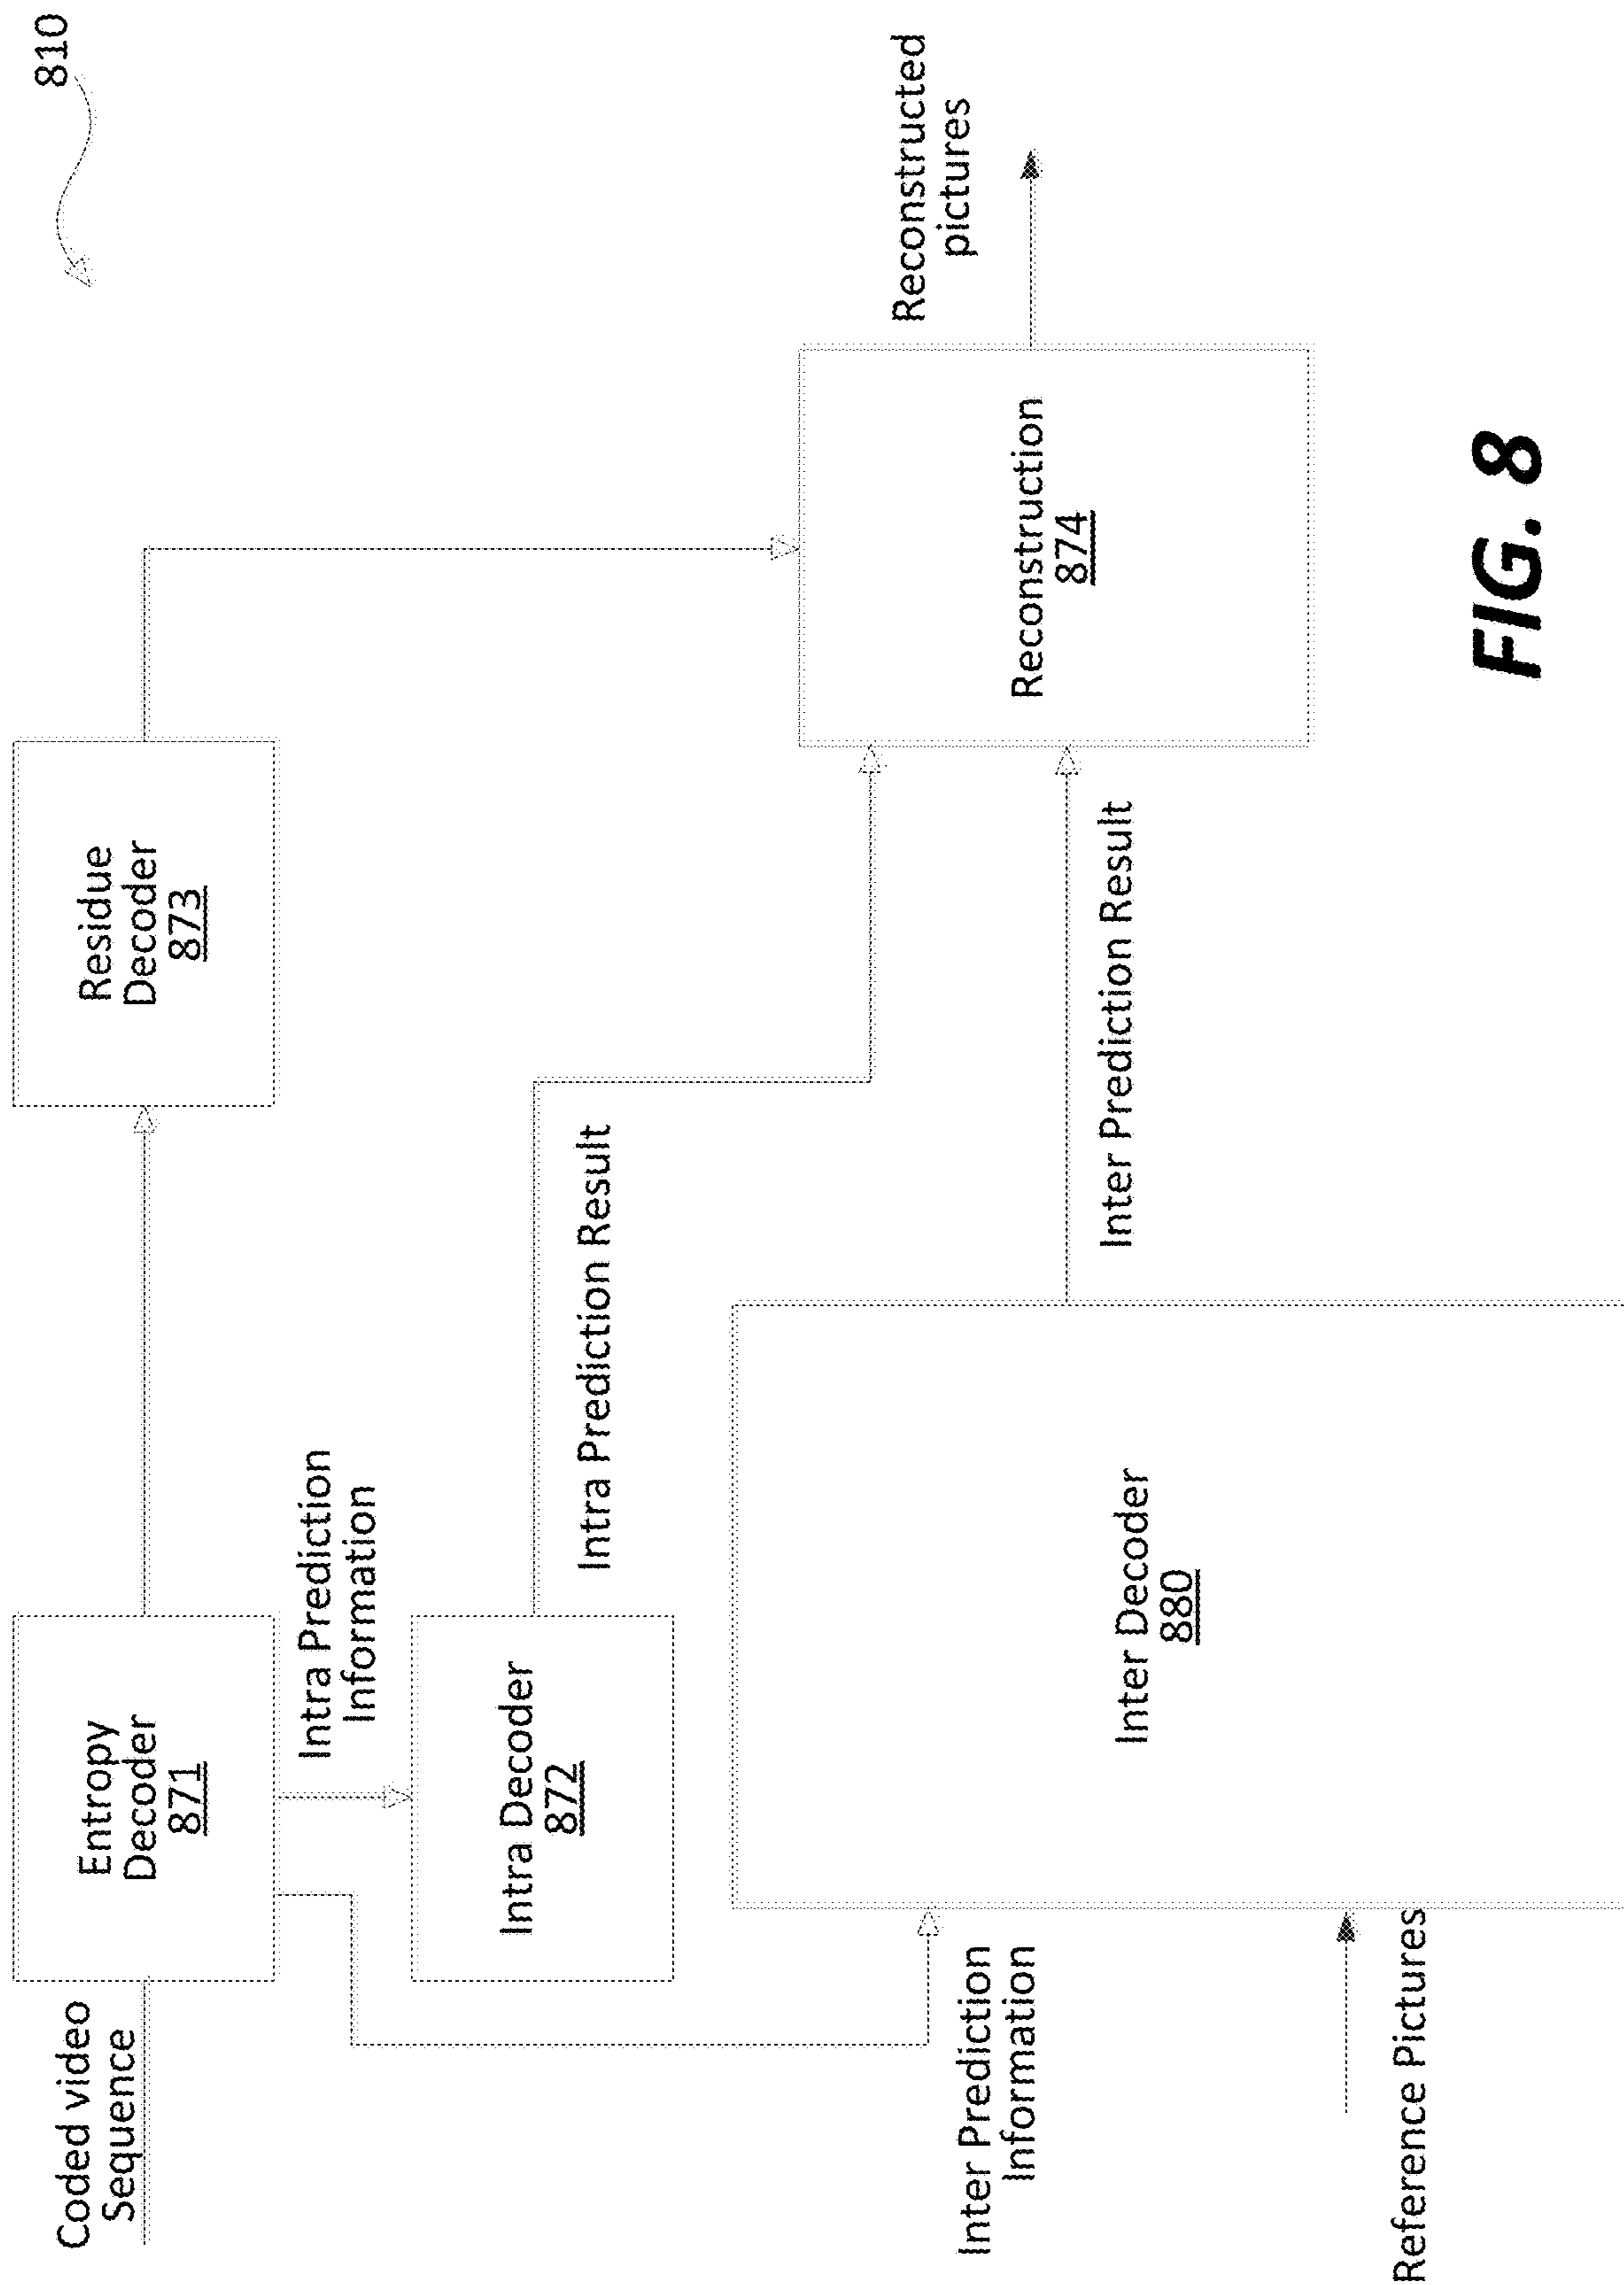 810
Coded video
Sequence
Entropy
Decoder
871
Residue
Decoder
873
Intra Prediction
Information
Intra Decoder
872
Intra Prediction Result
Inter Prediction
Information
Inter Decoder
880
Inter Prediction Result
Reference Pictures
Reconstruction
874
Reconstructed
pictures
FIG. 8